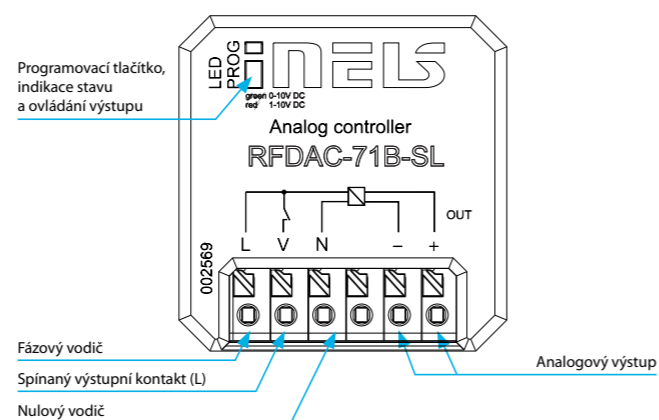 Programovací tlačítko,
indikace stavu
a ovládání výstupu
LED
PROG
INELS
green 0-10V DC
red 1-10V DC
Analog controller
RFDAC-71B-SL
OUT
L V N – +
002569
Fázový vodič
Spínaný výstupní kontakt (L)
Nulový vodič
Analogový výstup